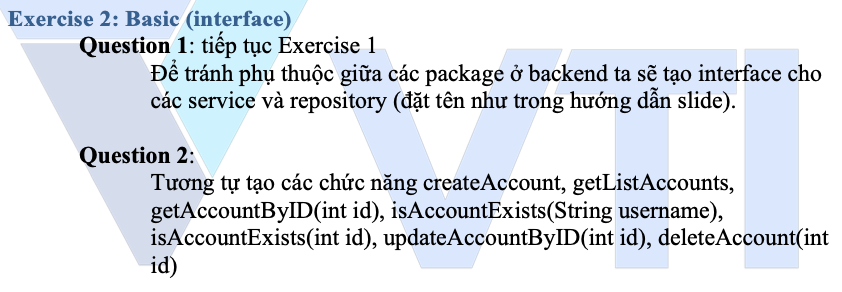 Exercise 2: Basic (interface)
Question 1: tiếp tục Exercise 1
Để tránh phụ thuộc giữa các package ở backend ta sẽ tạo interface cho
các service và repository (đặt tên như trong hướng dẫn slide).
Question 2:
Tương tự tạo các chức năng createAccount, getListAccounts,
getAccountByID(int id), isAccountExists(String username),
isAccountExists(int id), updateAccountByID(int id), deleteAccount(int
id)
VTI